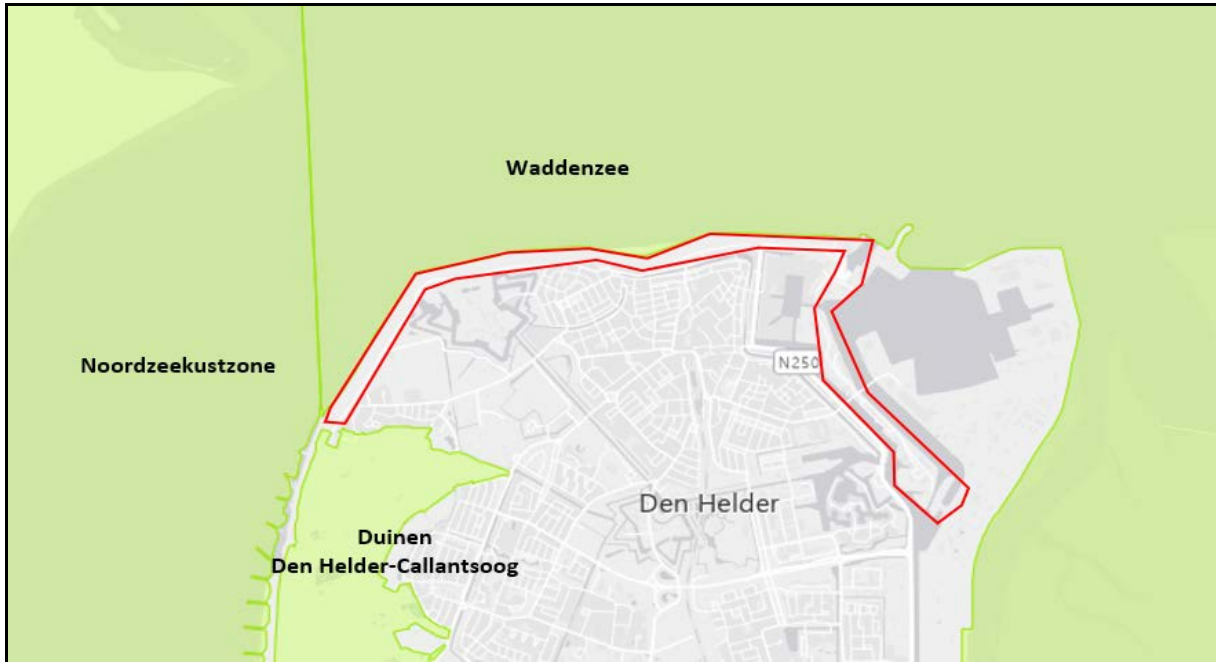 Waddenzee
Noordzeekustzone
N250
Den Helder
Duinen
Den Helder-Callantsoog